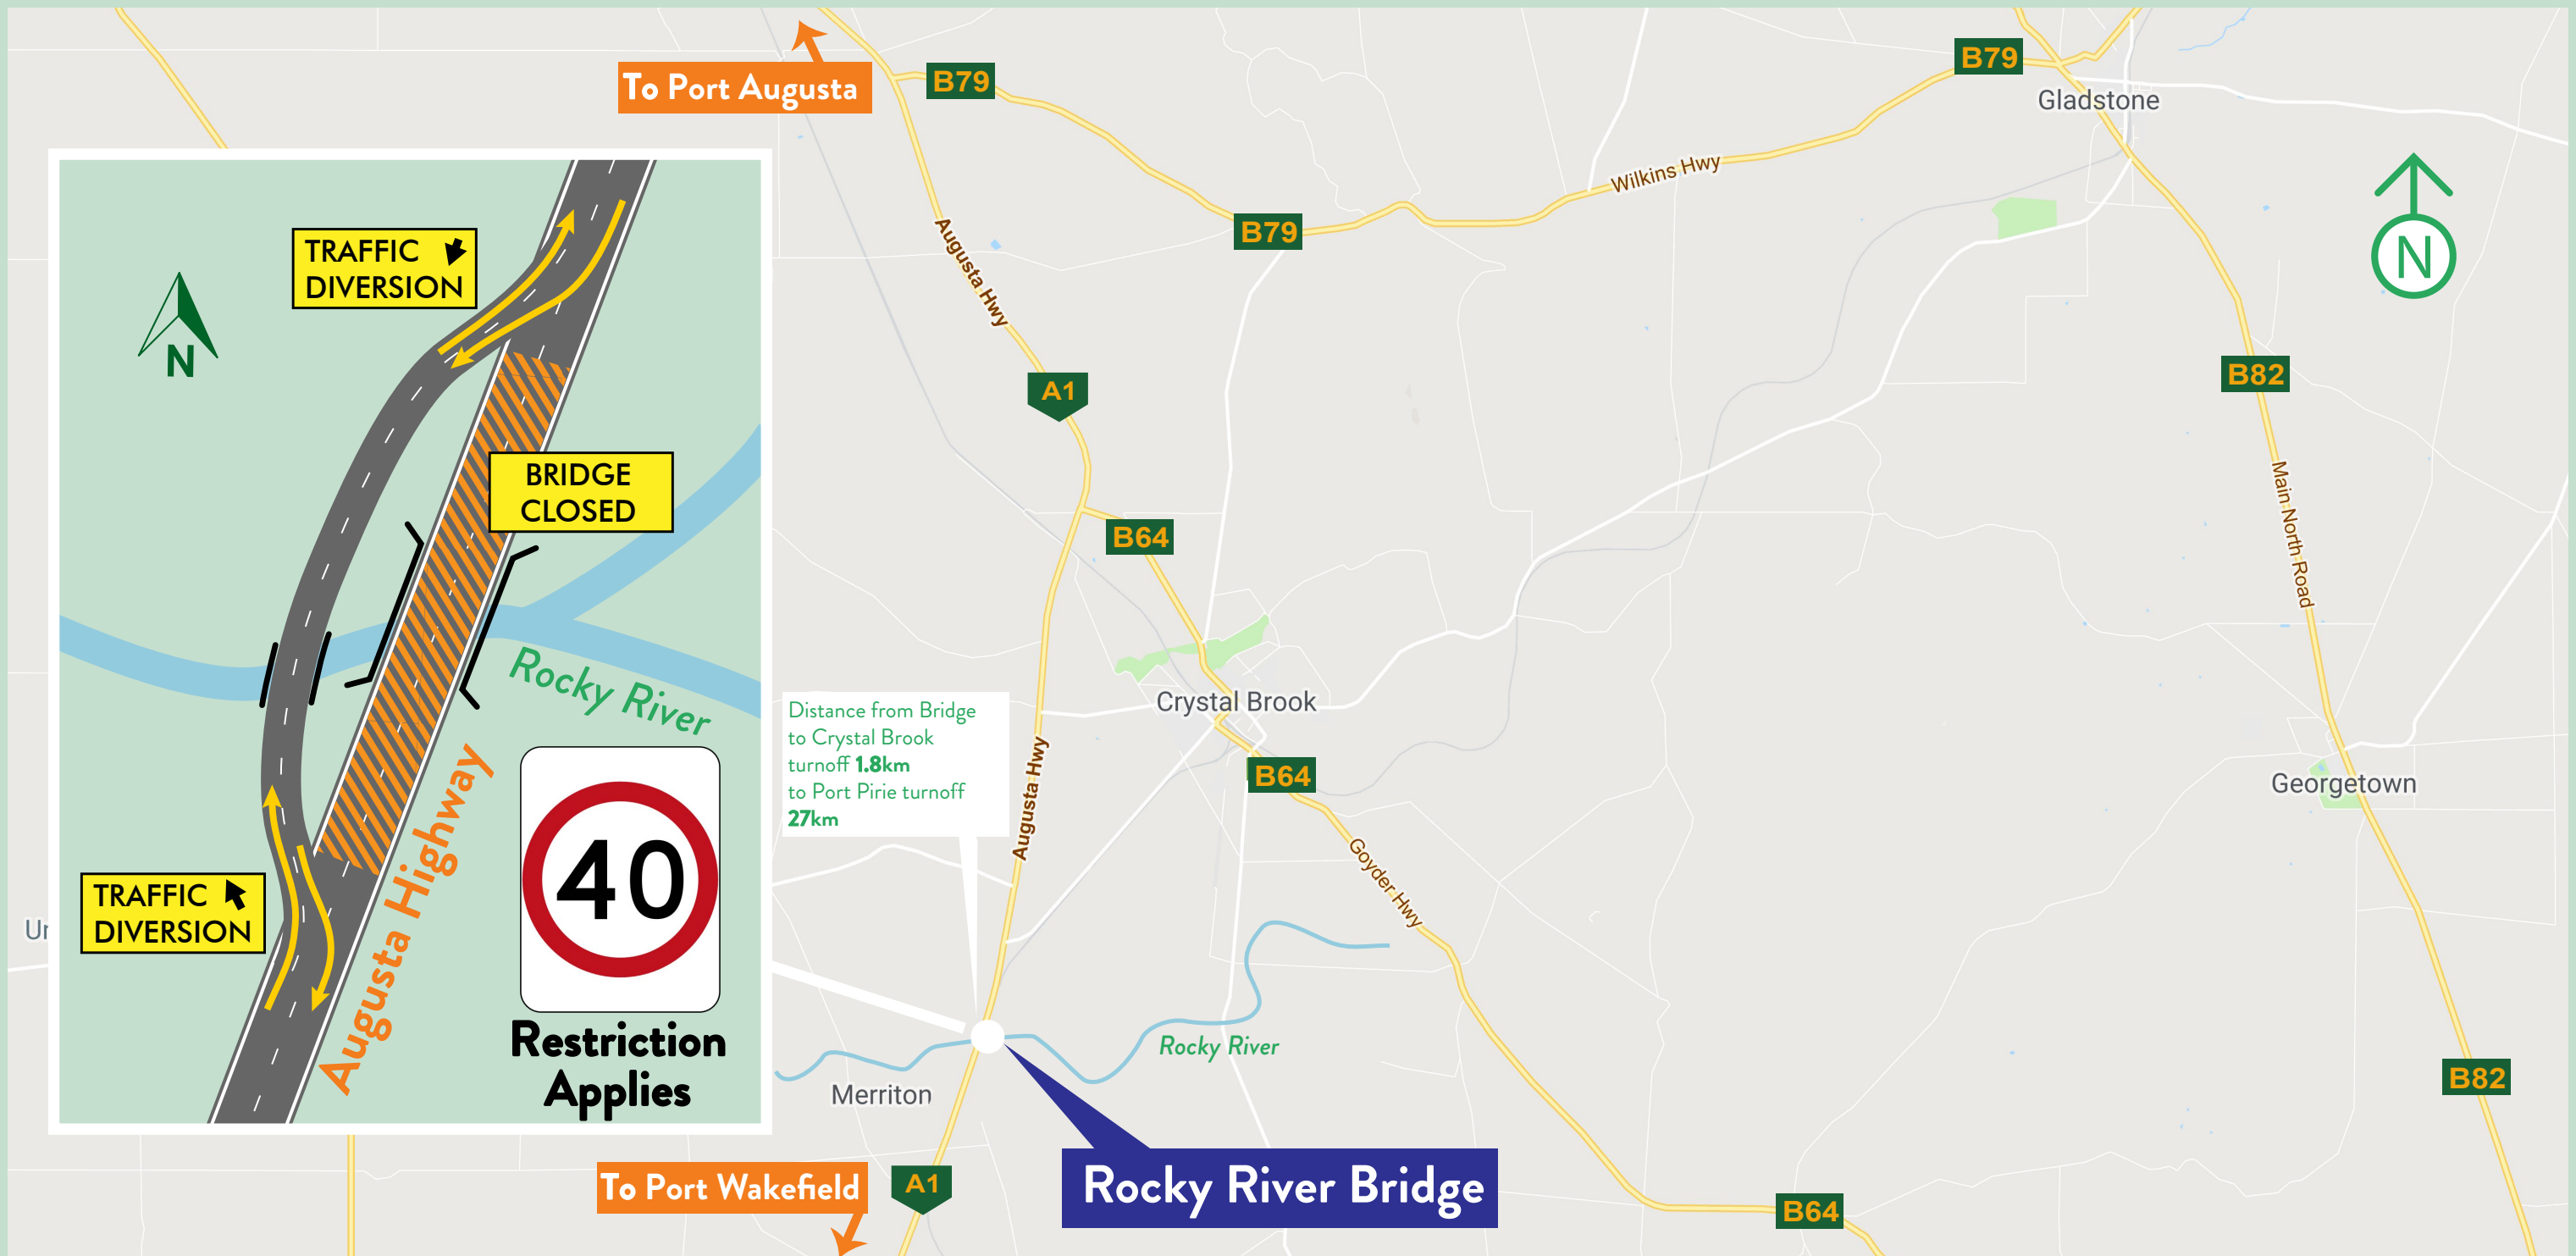 To Port Augusta
B79
B79
Gladstone
Wilkins Hwy
B79
N
Augusta Hwy
A1
B82
Main North Road
B64
Crystal Brook
B64
Georgetown
Augusta Hwy
Goyder Hwy
Distance from Bridge
to Crystal Brook
turnoff 1.8km
to Port Pirie turnoff
27km
Rocky River
Merriton
B82
To Port Wakefield
A1
Rocky River Bridge
B64
Ur
TRAFFIC
DIVERSION
N
BRIDGE
CLOSED
Rocky River
Augusta Highway
TRAFFIC
DIVERSION
40
Restriction
Applies